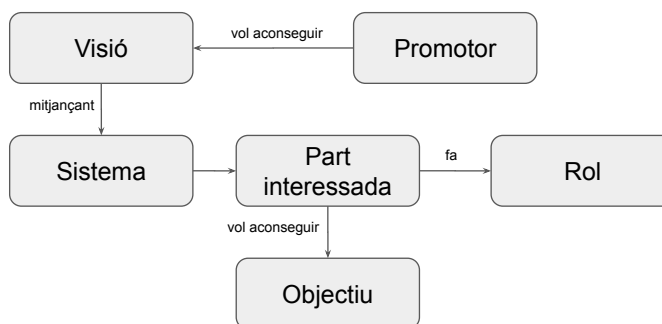 Visió
vol aconseguir
Promotor
mitjançant
Sistema
Part
interessada
fa
Rol
vol aconseguir
Objectiu